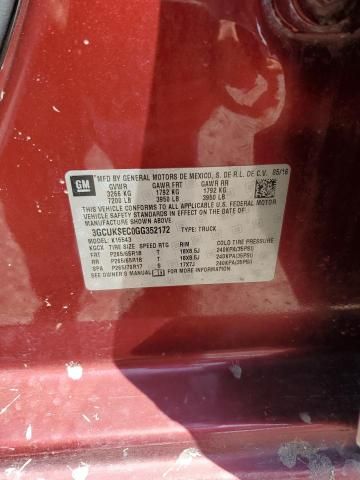 GM
MFD BY GENERAL MOTORS DE MEXICO, S. DE R.L. DE C.V. 05/16
GVWR GAWR FRT GAWR RR
3266 KG 1792 KG 1792 KG
7200 LB 3950 LB 3950 LB
THIS VEHICLE CONFORMS TO ALL APPLICABLE U.S. FEDERAL MOTOR
VEHICLE SAFETY STANDARDS IN EFFECT ON THE DATE OF
MANUFACTURE SHOWN ABOVE.
3GCUKSEC0GG352172 TYPE: TRUCK
MODEL: K15543
KGCX TIRE SIZE SPEED RTG RIM COLD TIRE PRESSURE
FRT P265/65R18 T 18X8.5J 240KPA(35PSI)
RR P265/65R18 T 18X8.5J 240KPA(35PSI)
SPA P265/70R17 S 17X7J 240KPA(35PSI)
SEE OWNER'S MANUAL FOR ADDITIONAL INFORMATION